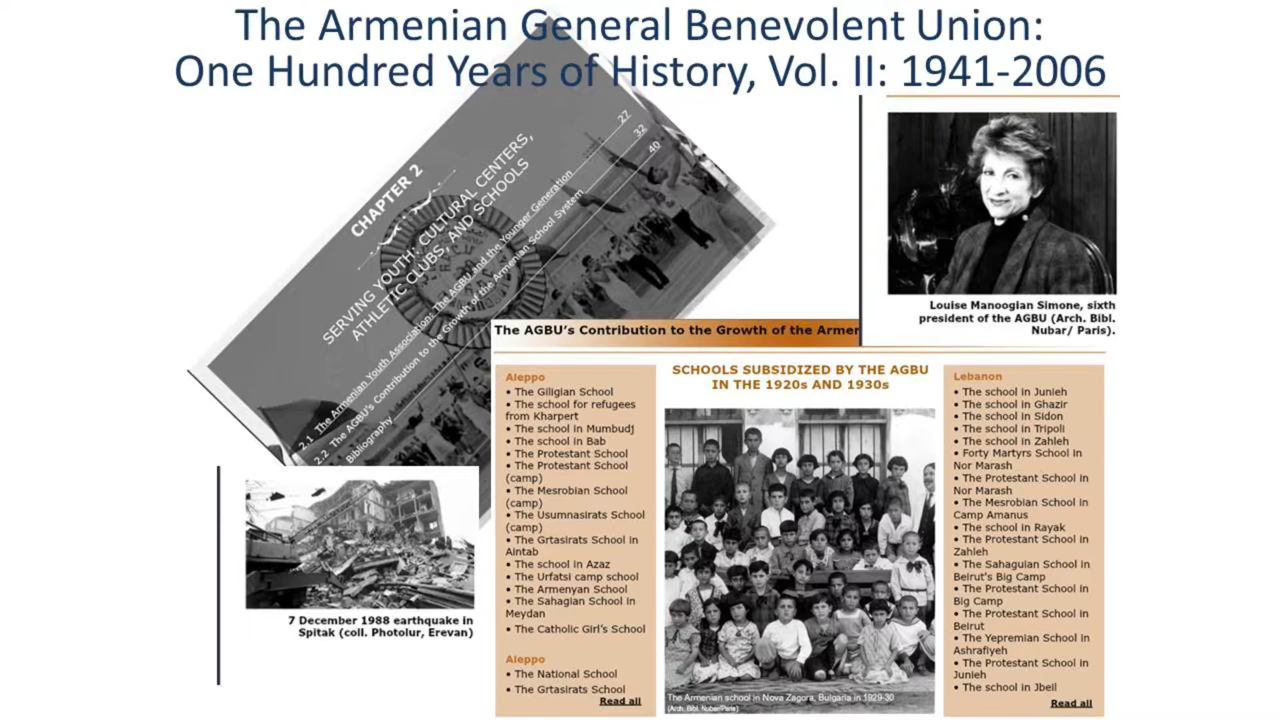 The Armenian General Benevolent Union:
One Hundred Years of History, Vol. II: 1941-2006
CHAPTER 2
SERVING YOUTH: CULTURAL CENTERS,
ATHLETIC CLUBS, AND SCHOOLS
2.1 The Armenian Youth Association: The AGBU and the Younger Generation 27
2.2 The AGBU's Contribution to the Growth of the Armenian School System 32
Bibliography 40
Louise Manoogian Simone, sixth
president of the AGBU (Arch. Bibl.
Nubar/ Paris).
The AGBU's Contribution to the Growth of the Armer
7 December 1988 earthquake in
Spitak (coll. Photolur, Erevan)
Aleppo
• The Giligian School
• The school for refugees
from Kharpert
• The school in Mumbudj
• The school in Bab
• The Protestant School
• The Protestant School
(camp)
• The Mesrobian School
(camp)
• The Usumnasirats School
(camp)
• The Grtasirats School in
Aintab
• The school in Azaz
• The Urfatsi camp school
• The Armenyan School
• The Sahagian School in
Meydan
• The Catholic Girl's School
Aleppo
• The National School
• The Grtasirats School
Read all
SCHOOLS SUBSIDIZED BY THE AGBU
IN THE 1920s AND 1930s
The Armenian school in Nova Zagora, Bulgaria in 1929-30
(Arch. Bibl. Nubar/Paris)
Lebanon
• The school in Junieh
• The school in Ghazir
• The school in Sidon
• The school in Tripoli
• The school in Zahleh
• Forty Martyrs School in
Nor Marash
• The Protestant School in
Nor Marash
• The Mesrobian School in
Camp Amanus
• The school in Rayak
• The Protestant School in
Zahleh
• The Sahaguian School in
Beirut's Big Camp
• The Protestant School in
Big Camp
• The Protestant School in
Beirut
• The Yepremian School in
Ashrafiyeh
• The Protestant School in
Junieh
• The school in Jbeil
Read all